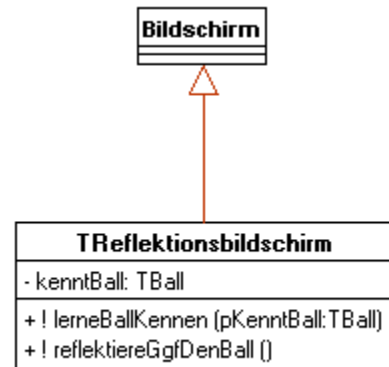 Bildschirm
TReflektionsbildschirm
- kenntBall: TBall
+ ! lerneBallKennen (pKenntBall:TBall)
+ ! reflektiereGgfDenBall ()